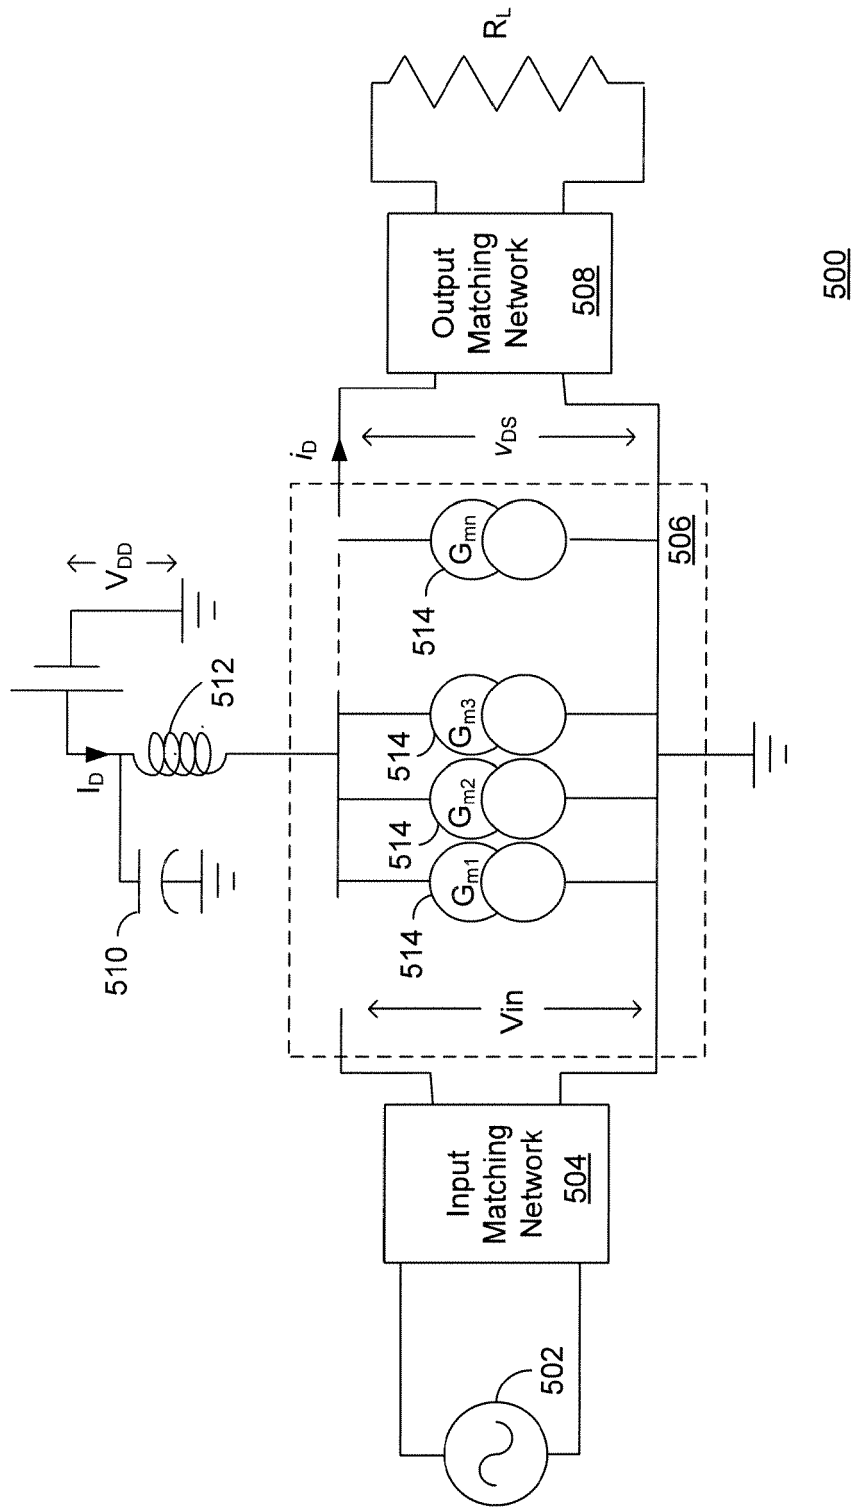 V_DD
I_D
510
512
i_D
514
514
514
514
G_m1
G_m2
G_m3
G_mn
Vin
v_DS
506
502
Input
Matching
Network
504
Output
Matching
Network
508
R_L
500